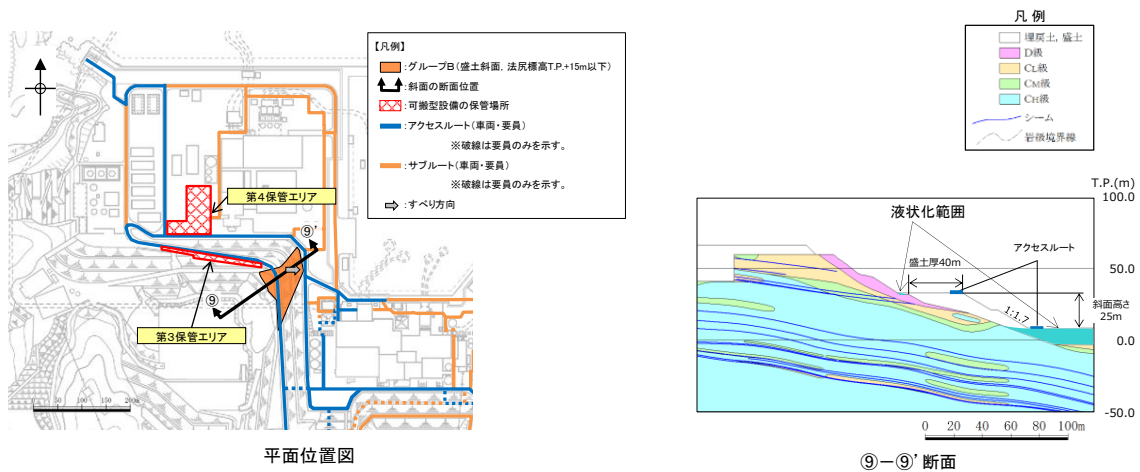 【凡例】
:グループB(盛土斜面, 法尻標高T.P.+15m以下)
:斜面の断面位置
:可搬型設備の保管場所
:アクセスルート(車両・要員)
※破線は要員のみを示す。
:サブルート(車両・要員)
※破線は要員のみを示す。
:すべり方向
第4保管エリア
⑨'
⑨
第3保管エリア
0 50 100 150 200m
平面位置図
凡 例
埋戻土, 盛土
D級
CL級
CM級
CH級
シーム
岩級境界線
T.P.(m)
100.0
液状化範囲
アクセスルート
盛土厚40m
50.0
斜面高さ
25m
1:1.7
0.0
-50.0
0 20 40 60 80 100m
⑨-⑨'断面